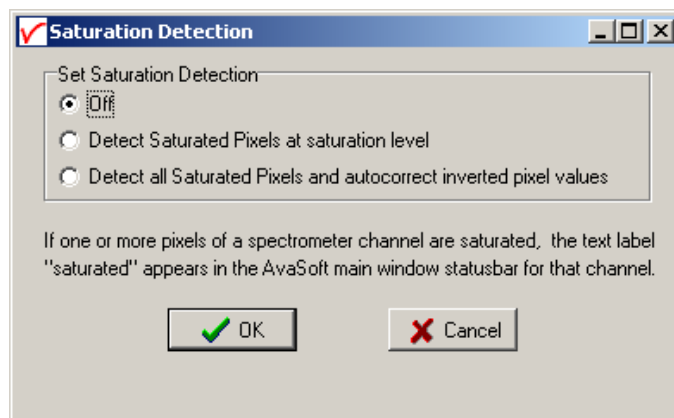 Saturation Detection
Set Saturation Detection
Off
Detect Saturated Pixels at saturation level
Detect all Saturated Pixels and autocorrect inverted pixel values
If one or more pixels of a spectrometer channel are saturated, the text label
"saturated" appears in the AvaSoft main window statusbar for that channel.
OK
Cancel